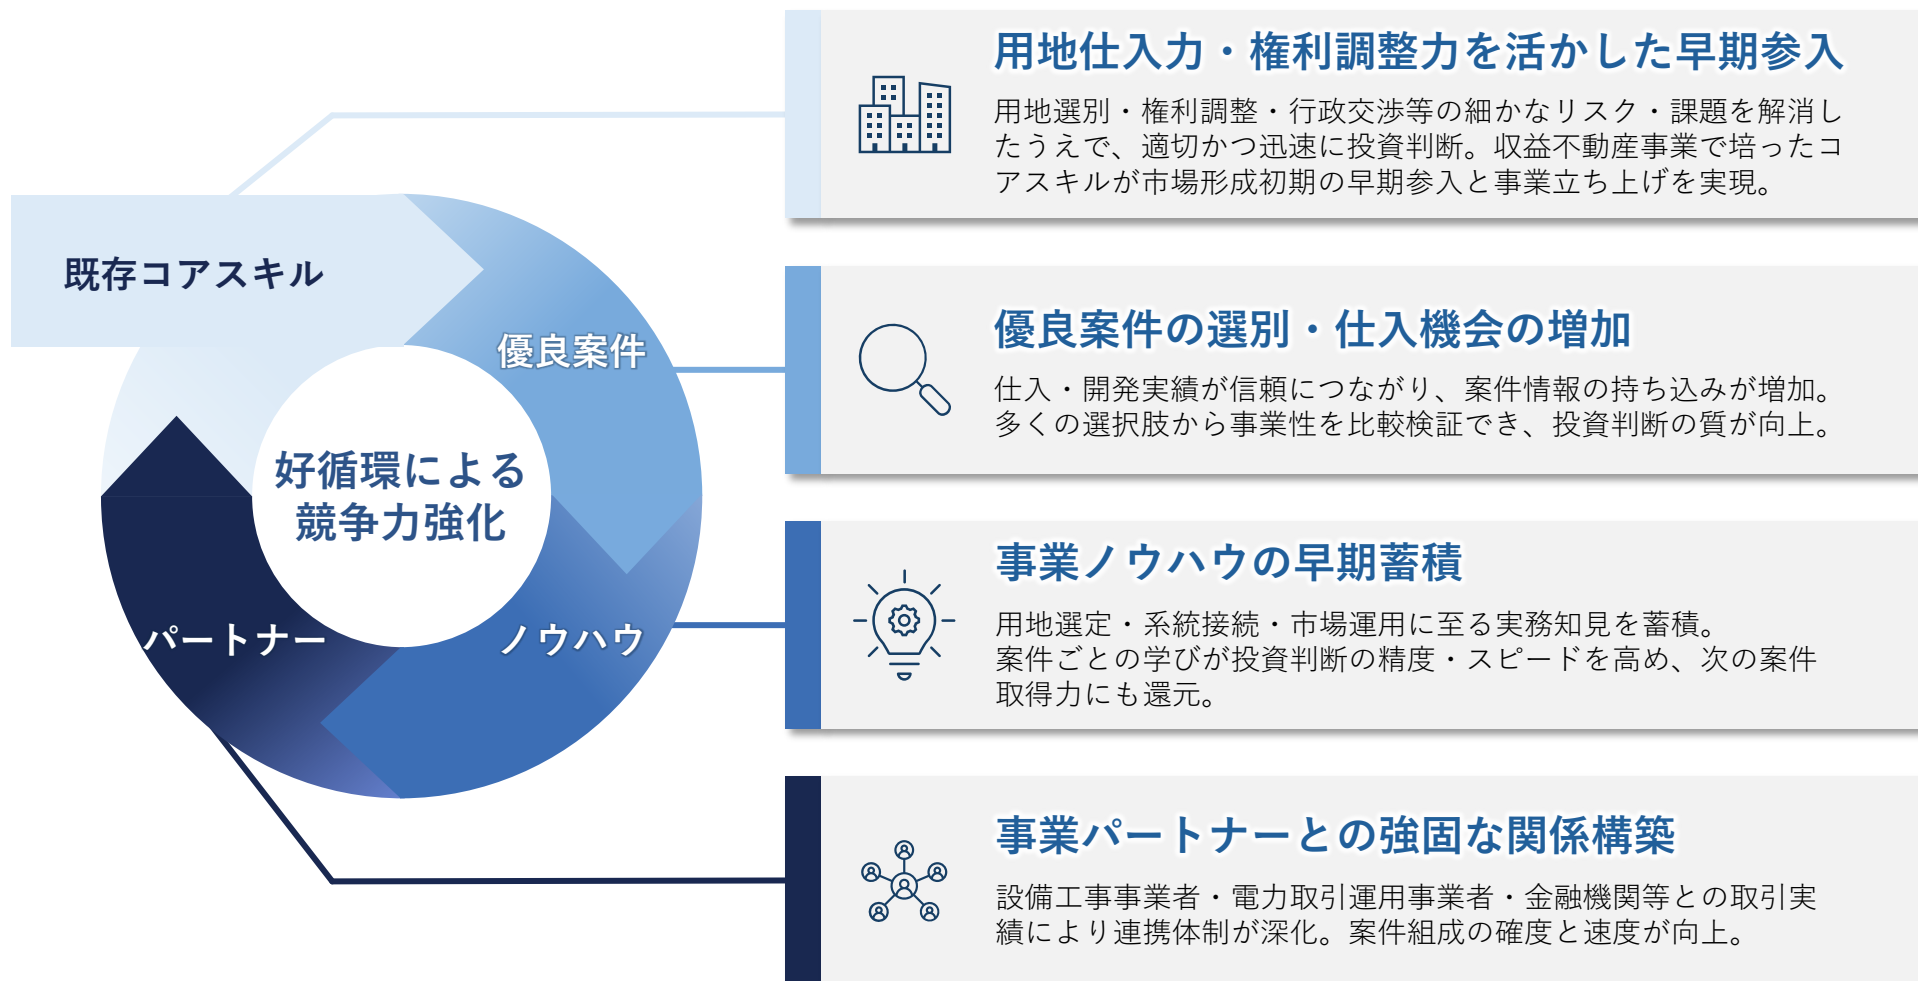 既存コアスキル
優良案件
ノウハウ
パートナー
好循環による
競争力強化
用地仕入力・権利調整力を活かした早期参入
用地選別・権利調整・行政交渉等の細かなリスク・課題を解消し
たうえで、適切かつ迅速に投資判断。収益不動産事業で培ったコ
アスキルが市場形成初期の早期参入と事業立ち上げを実現。
優良案件の選別・仕入機会の増加
仕入・開発実績が信頼につながり、案件情報の持ち込みが増加。
多くの選択肢から事業性を比較検証でき、投資判断の質が向上。
事業ノウハウの早期蓄積
用地選定・系統接続・市場運用に至る実務知見を蓄積。
案件ごとの学びが投資判断の精度・スピードを高め、次の案件
取得力にも還元。
事業パートナーとの強固な関係構築
設備工事事業者・電力取引運用事業者・金融機関等との取引実
績により連携体制が深化。案件組成の確度と速度が向上。